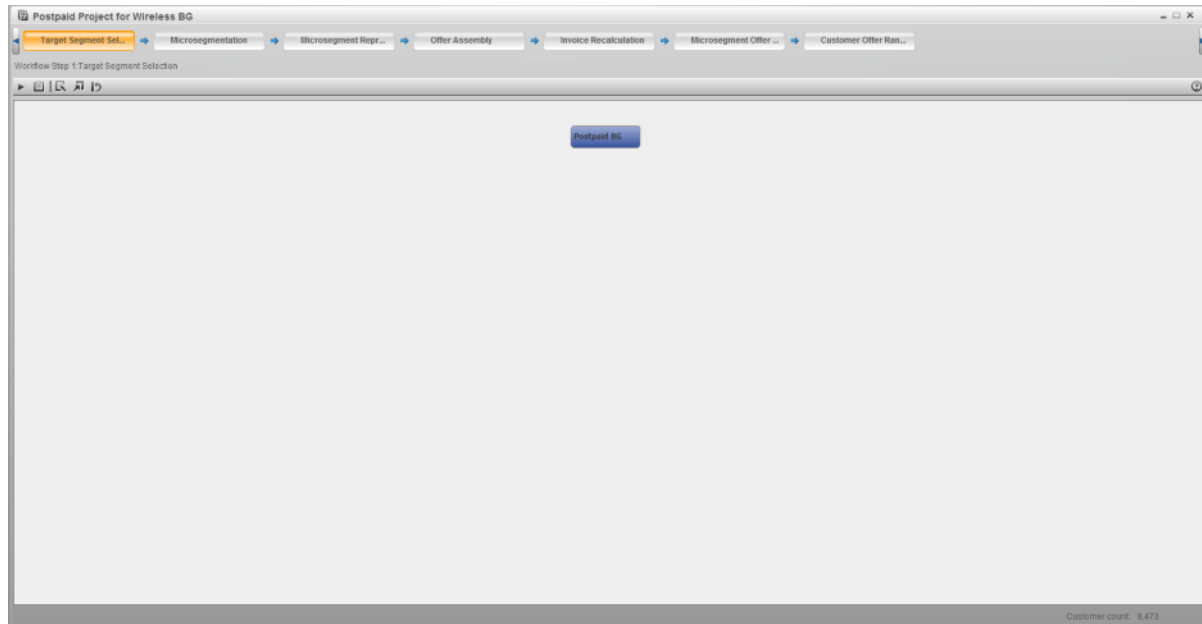 Postpaid Project for Wireless BG
Target Segment Sel... Microsegmentation Microsegment Repr... Offer Assembly Invoice Recalculation Microsegment Offer ... Customer Offer Ran...
Workflow Step 1:Target Segment Selection
Postpaid BG
Customer count: 9,473